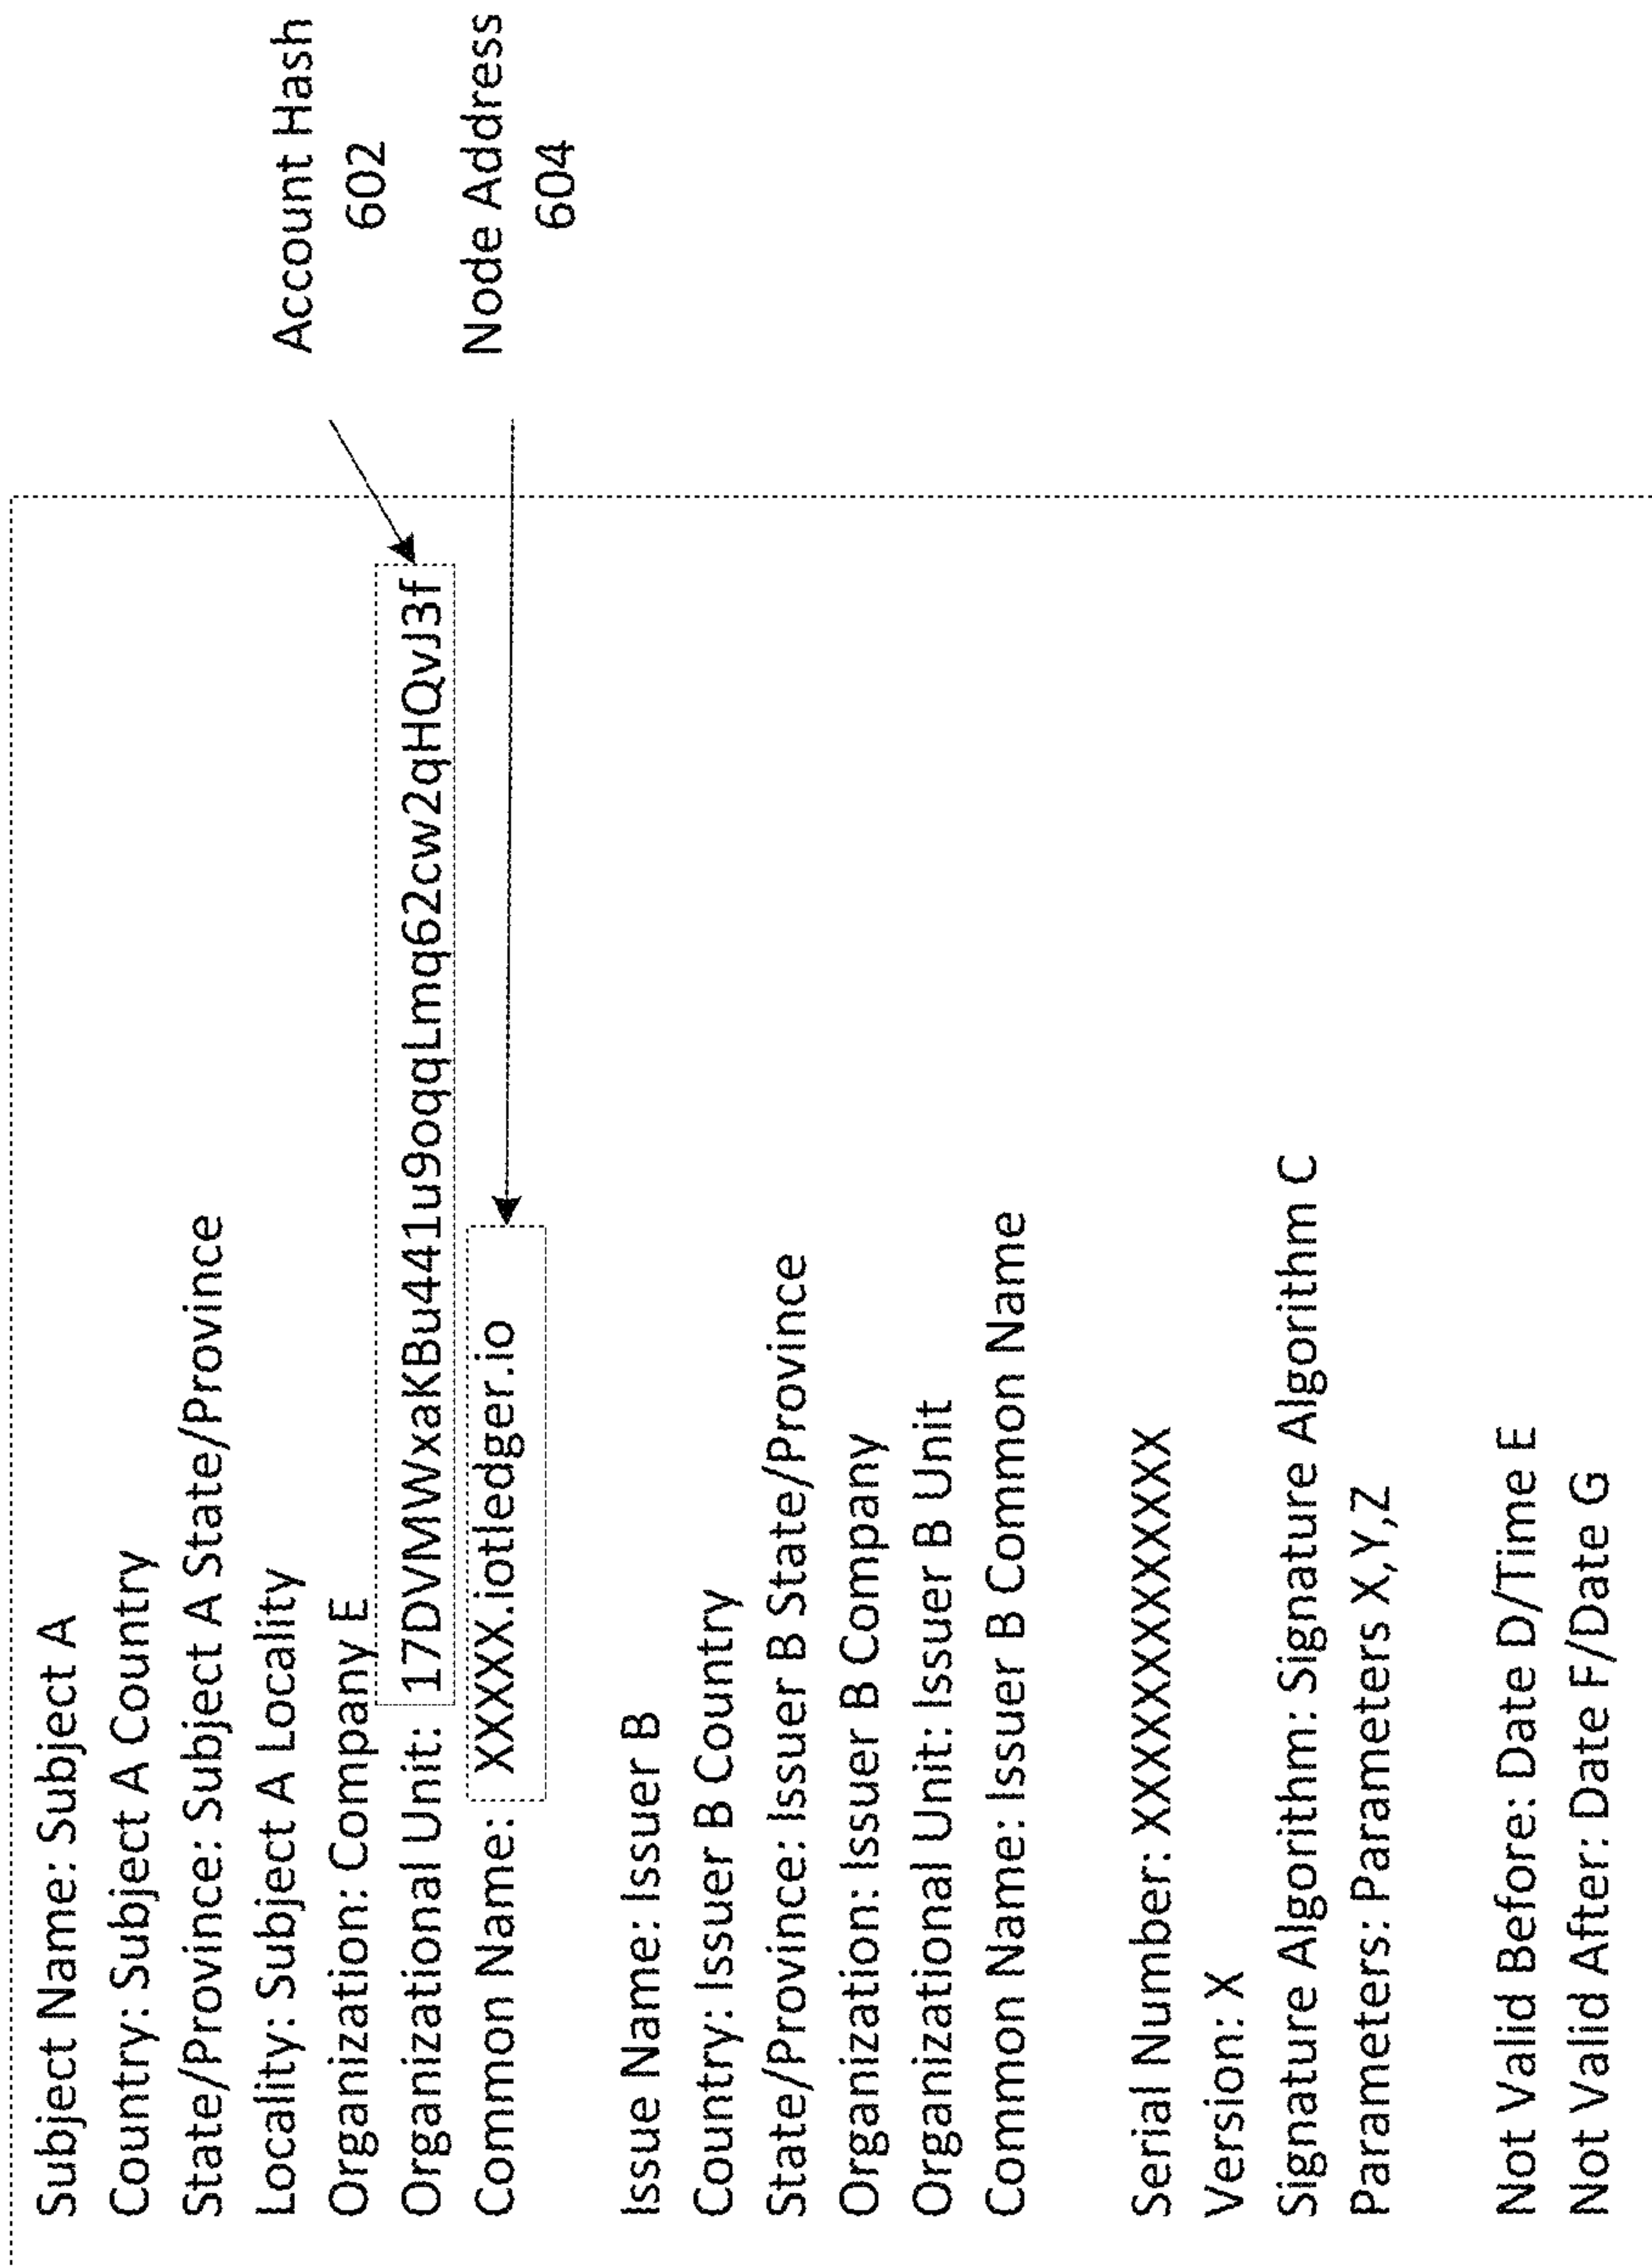 Subject Name: Subject A
Country: Subject A Country
State/Province: Subject A State/Province
Locality: Subject A Locality
Organization: Company E
Organizational Unit: 17DVMWxaKBu441u9oqqLmq62cw2qHQvJ3f
Common Name: XXXXX.iotledger.io
Account Hash
602
Node Address
604
Issue Name: Issuer B
Country: Issuer B Country
State/Province: Issuer B State/Province
Organization: Issuer B Company
Organizational Unit: Issuer B Unit
Common Name: Issuer B Common Name
Serial Number: XXXXXXXXXXXXXX
Version: X
Signature Algorithm: Signature Algorithm C
Parameters: Parameters X,Y,Z
Not Valid Before: Date D/Time E
Not Valid After: Date F/Date G